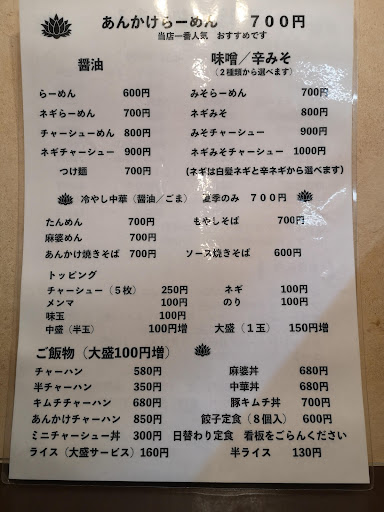 あんかけらーめん 700円
当店一番人気 おすすめです
醤油 味噌／辛みそ
（２種類から選べます）
らーめん 600円 みそらーめん 700円
ネギらーめん 700円 ネギみそ 800円
チャーシューめん 800円 みそチャーシュー 900円
ネギチャーシュー 900円 ネギみそチャーシュー 1000円
つけ麺 700円 (ネギは白髪ネギと辛ネギから選べます)
冷やし中華（醤油／ごま） 夏季のみ 700円
たんめん 700円 もやしそば 700円
麻婆めん 700円
あんかけ焼きそば 700円 ソース焼きそば 600円
トッピング
チャーシュー（５枚） 250円 ネギ 100円
メンマ 100円 のり 100円
味玉 100円
中盛（半玉） 100円増 大盛（１玉） 150円増
ご飯物（大盛100円増）
チャーハン 580円 麻婆丼 680円
半チャーハン 350円 中華丼 680円
キムチチャーハン 680円 豚キムチ丼 700円
あんかけチャーハン 850円 餃子定食（８個入） 600円
ミニチャーシュー丼 300円 日替わり定食 看板をごらんください
ライス（大盛サービス）160円 半ライス 130円